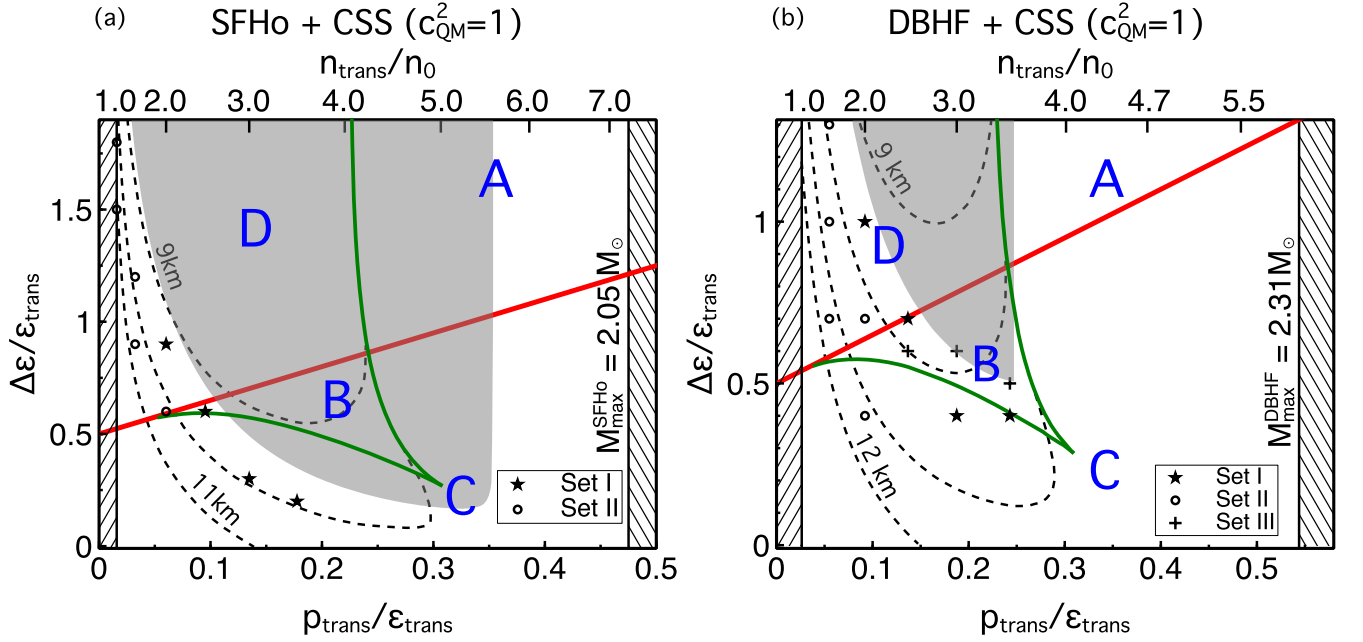 (a)
SFHo + CSS (c²QM=1)
ntrans/n0
1.0 2.0 3.0 4.0 5.0 6.0 7.0
Δε/εtrans
1.5
1
0.5
0
A
D
B
C
9km
11km
M^SFHo_max = 2.05M⊙
Set I
Set II
0 0.1 0.2 0.3 0.4 0.5
ptrans/εtrans
(b)
DBHF + CSS (c²QM=1)
ntrans/n0
1.0 2.0 3.0 4.0 4.7 5.5
Δε/εtrans
1
0.5
0
A
D
B
C
9 km
12 km
M^DBHF_max = 2.31M⊙
Set I
Set II
Set III
0 0.1 0.2 0.3 0.4 0.5
ptrans/εtrans